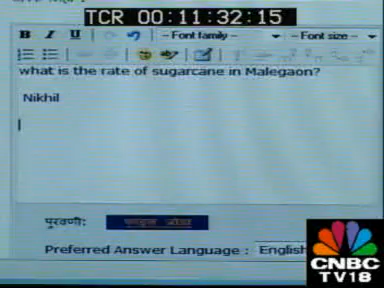 TCR 00:11:32:15
B I U -- Font family -- -- Font size --
what is the rate of sugarcane in Malegaon?
Nikhil
पुरवणी:
Preferred Answer Language : English
CNBC
TV18